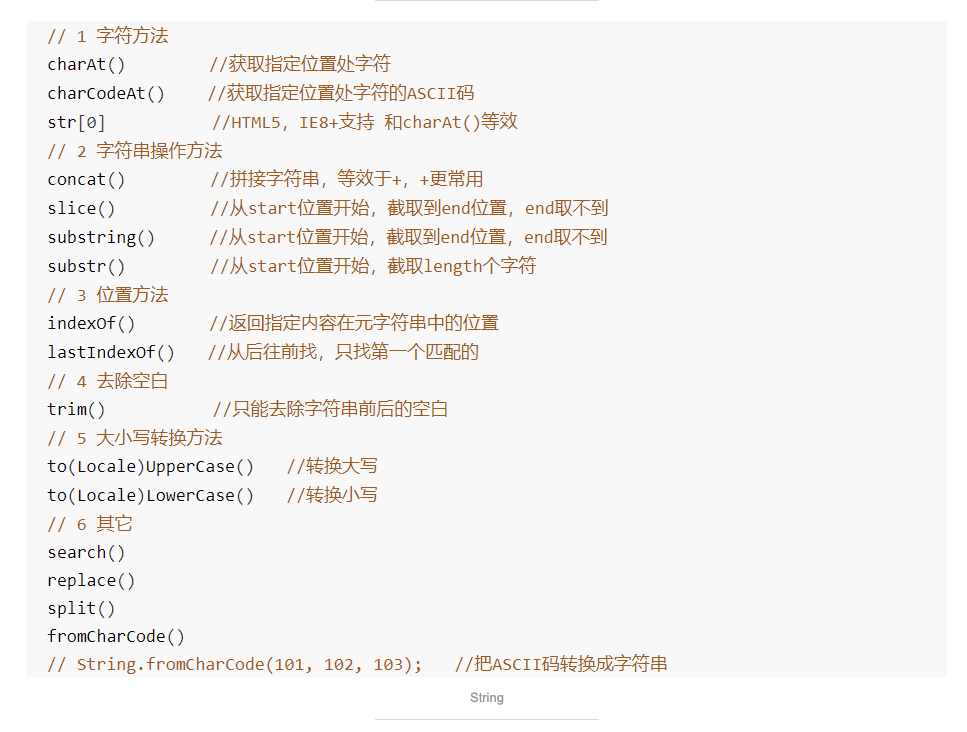 // 1 字符方法
charAt()        //获取指定位置处字符
charCodeAt()    //获取指定位置处字符的ASCII码
str[0]          //HTML5，IE8+支持 和charAt()等效
// 2 字符串操作方法
concat()        //拼接字符串，等效于+，+更常用
slice()         //从start位置开始，截取到end位置，end取不到
substring()     //从start位置开始，截取到end位置，end取不到
substr()        //从start位置开始，截取length个字符
// 3 位置方法
indexOf()       //返回指定内容在元字符串中的位置
lastIndexOf()   //从后往前找，只找第一个匹配的
// 4 去除空白
trim()          //只能去除字符串前后的空白
// 5 大小写转换方法
to(Locale)UpperCase()   //转换大写
to(Locale)LowerCase()   //转换小写
// 6 其它
search()
replace()
split()
fromCharCode()
// String.fromCharCode(101, 102, 103);   //把ASCII码转换成字符串
String